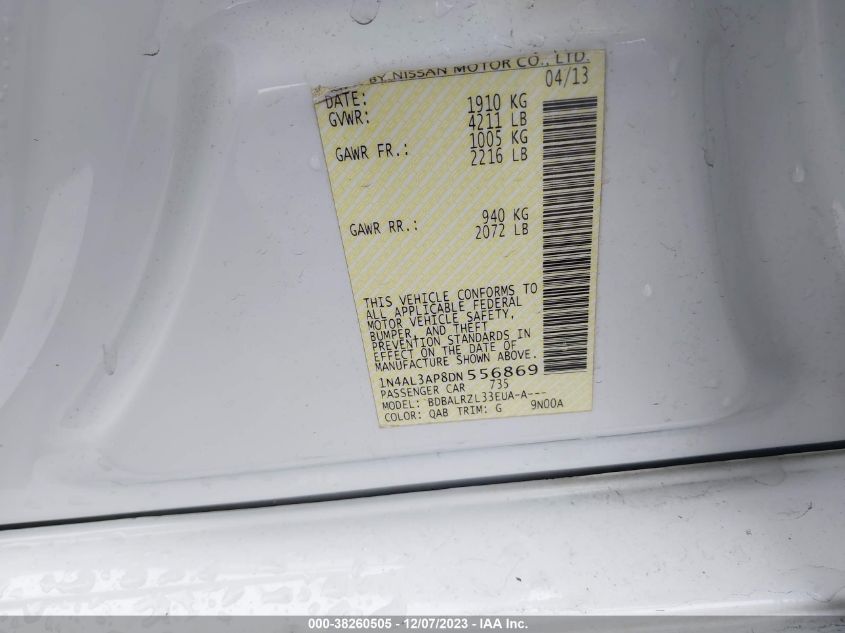 BY NISSAN MOTOR CO., LTD.
DATE: 04/13
GVWR: 1910 KG
4211 LB
GAWR FR.: 1005 KG
2216 LB
GAWR RR.: 940 KG
2072 LB
THIS VEHICLE CONFORMS TO
ALL APPLICABLE FEDERAL
MOTOR VEHICLE SAFETY,
BUMPER, AND THEFT
PREVENTION STANDARDS IN
EFFECT ON THE DATE OF
MANUFACTURE SHOWN ABOVE.
1N4AL3AP8DN556869
PASSENGER CAR 735
MODEL: BDBALRZL33EUA-A---
COLOR: QAB TRIM: G 9N00A
000-38260505 - 12/07/2023 - IAA Inc.